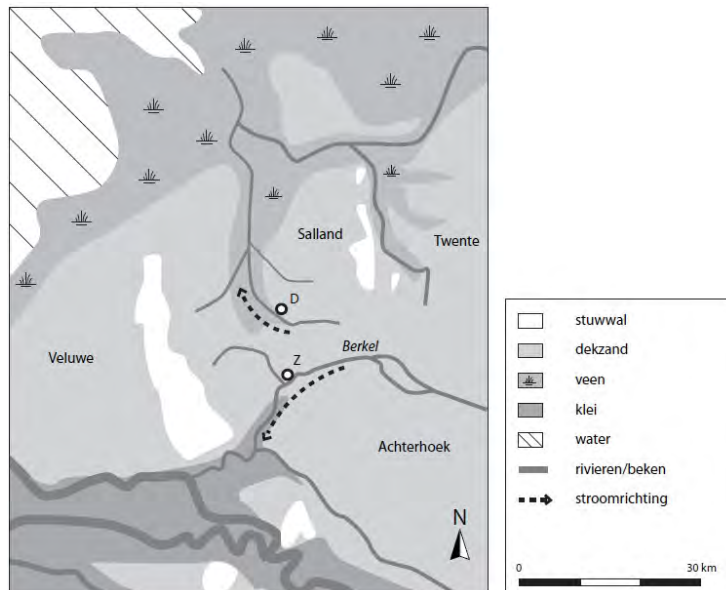 Salland
Twente
D
Berkel
Veluwe
Z
Achterhoek
N
stuwwal
dekzand
veen
klei
water
rivieren/beken
stroomrichting
0 30 km